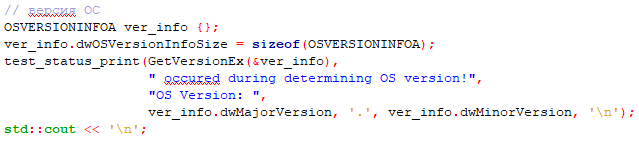 // версия ОС
OSVERSIONINFOA ver_info {};
ver_info.dwOSVersionInfoSize = sizeof(OSVERSIONINFOA);
test_status_print(GetVersionEx(&ver_info),
" occured during determining OS version!",
"OS Version: ",
ver_info.dwMajorVersion, '.', ver_info.dwMinorVersion, '\n');
std::cout << '\n';